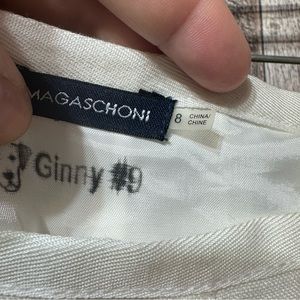 MAGASCHONI
8
CHINA/
CHINE
Ginny #9